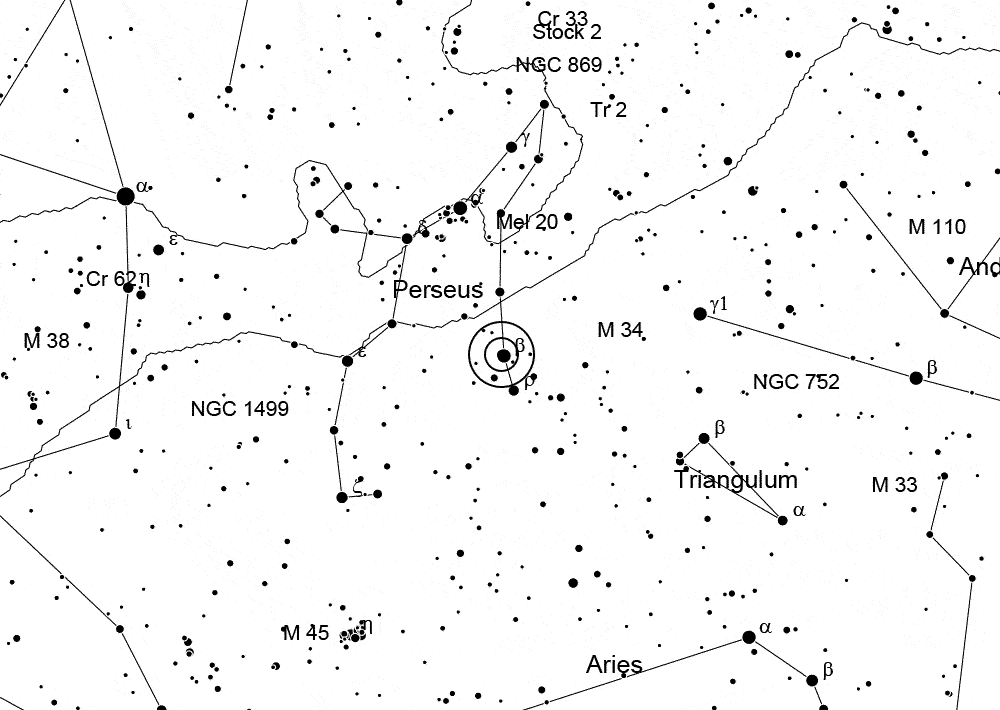 Cr 33
Stock 2
NGC 869
Tr 2
γ
α
α
δ
Mel 20
M 110
ε
And
Cr 62
η
Perseus
γ1
M 34
M 38
β
ε
β
ρ
NGC 752
NGC 1499
ι
β
Triangulum
M 33
ζ
α
M 45
η
α
Aries
β